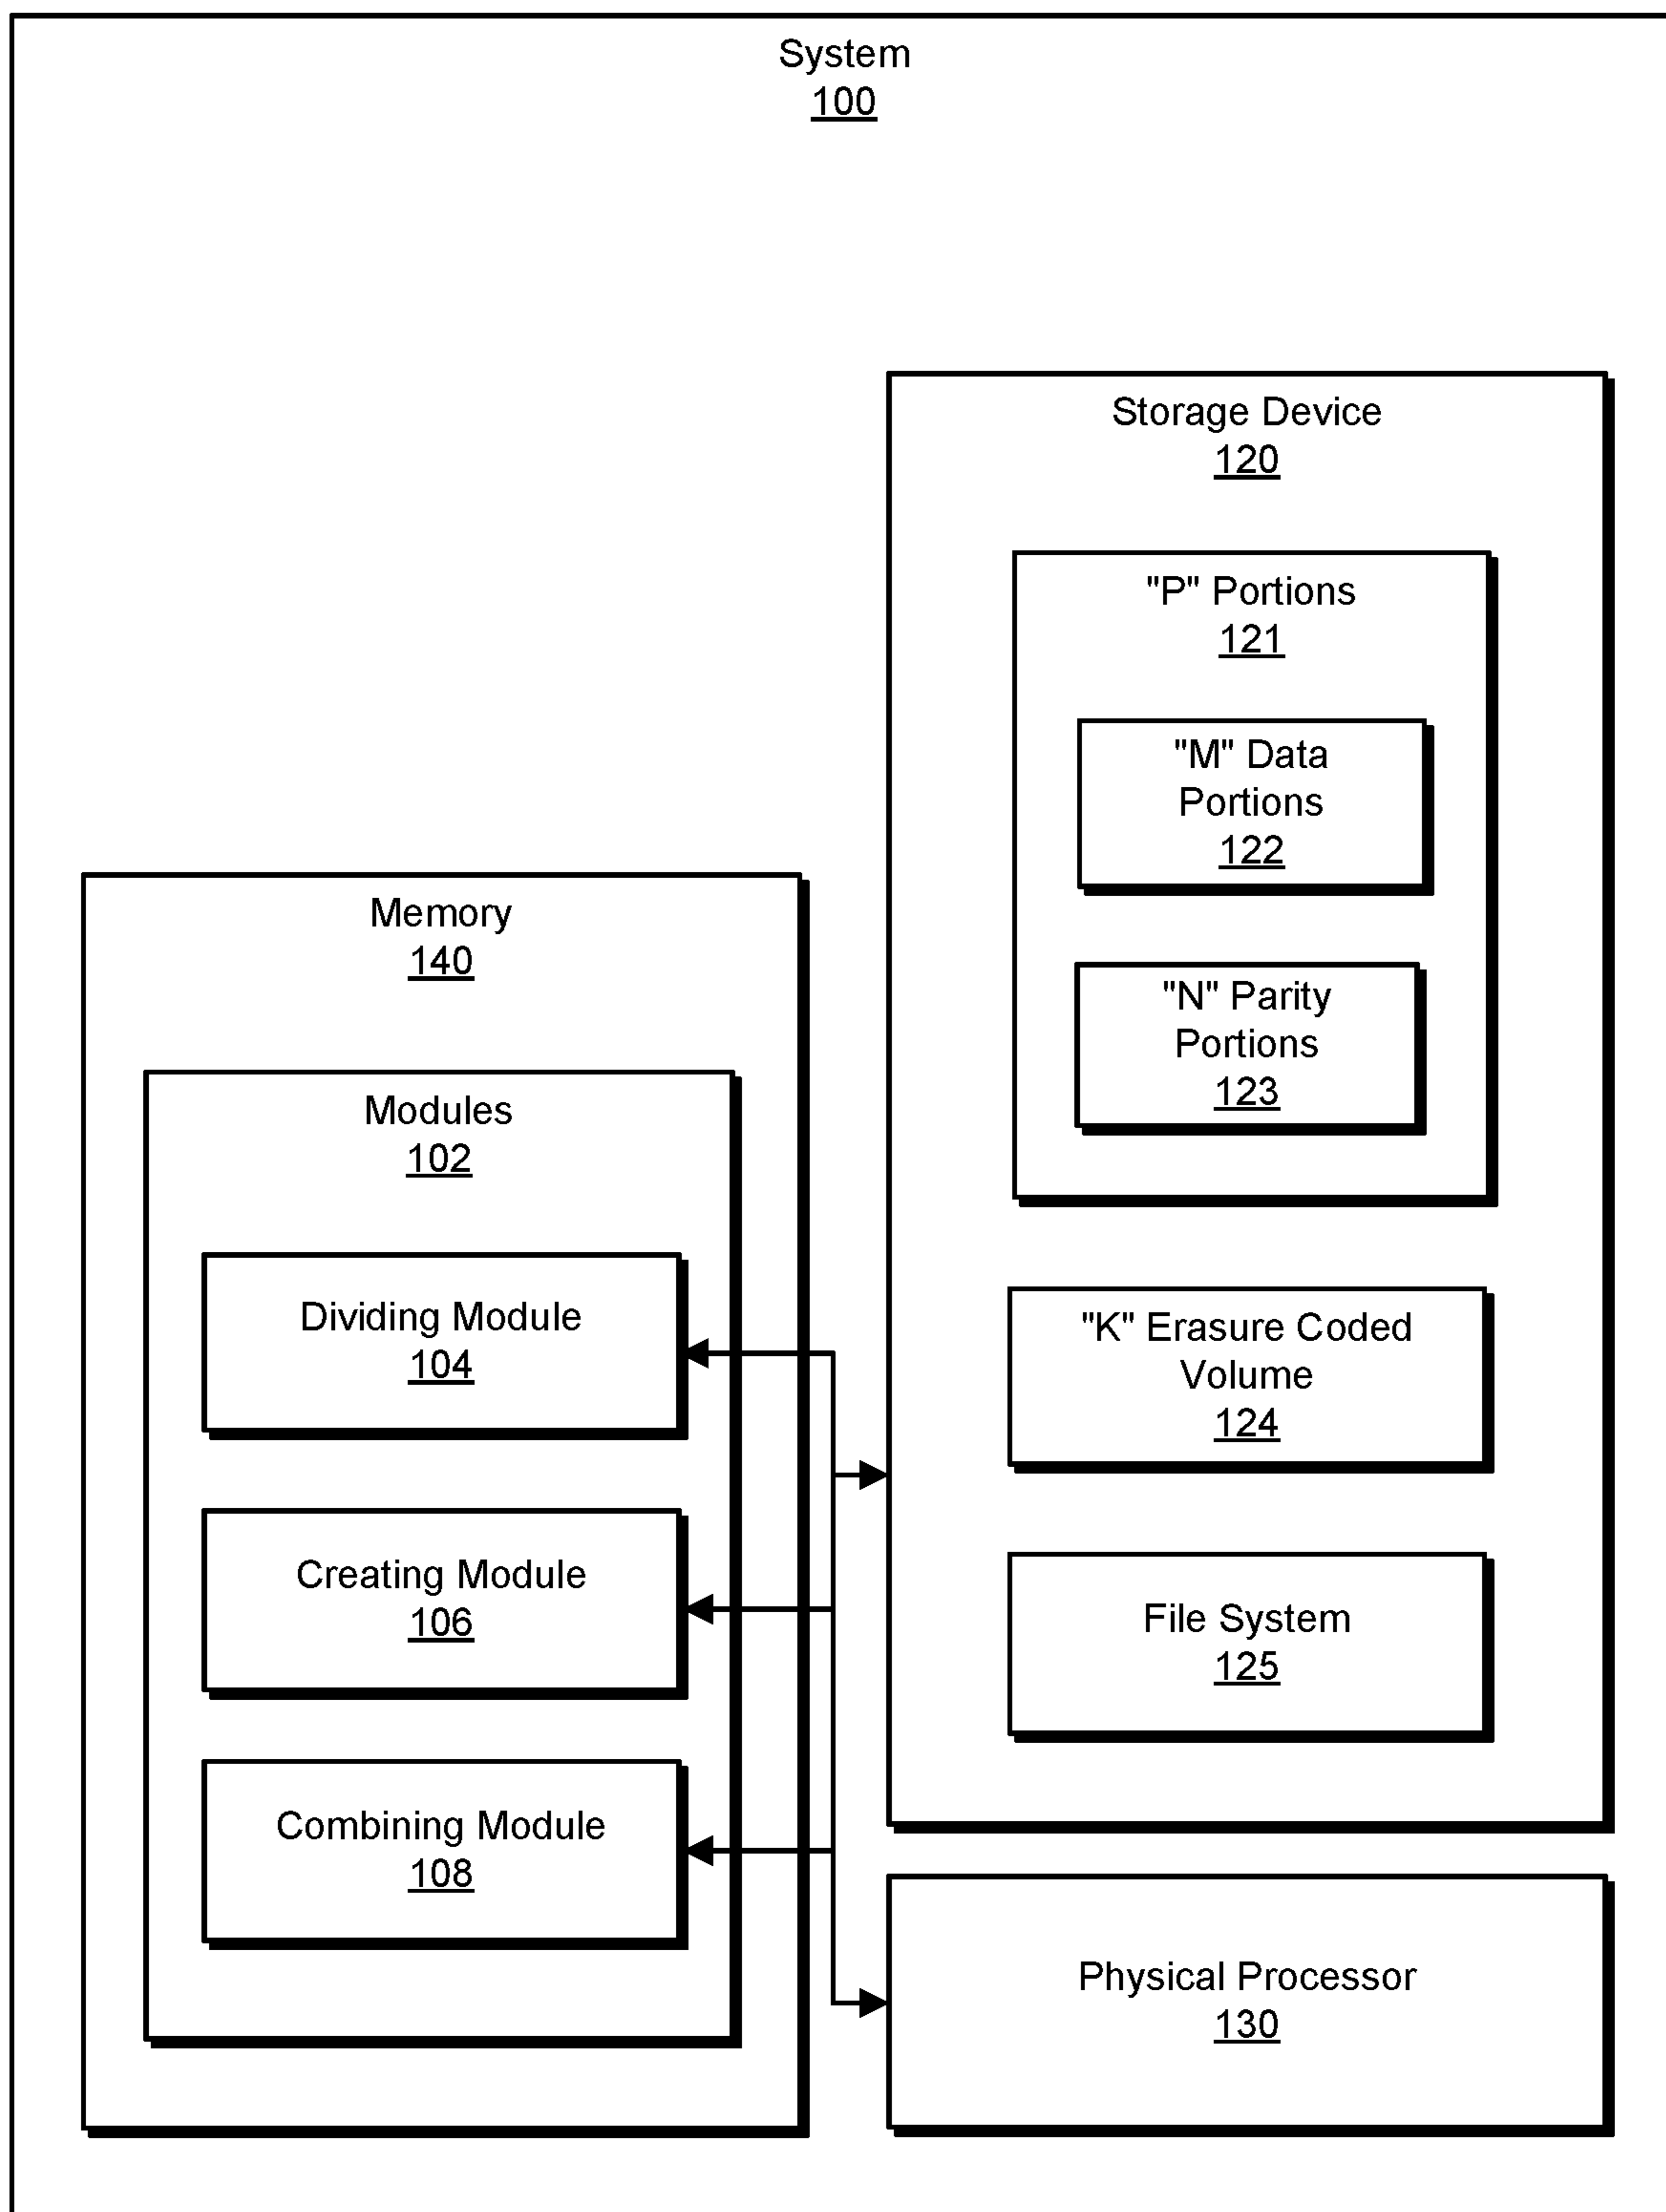 System
100
Storage Device
120
"P" Portions
121
"M" Data
Portions
122
"N" Parity
Portions
123
"K" Erasure Coded
Volume
124
File System
125
Memory
140
Modules
102
Dividing Module
104
Creating Module
106
Combining Module
108
Physical Processor
130